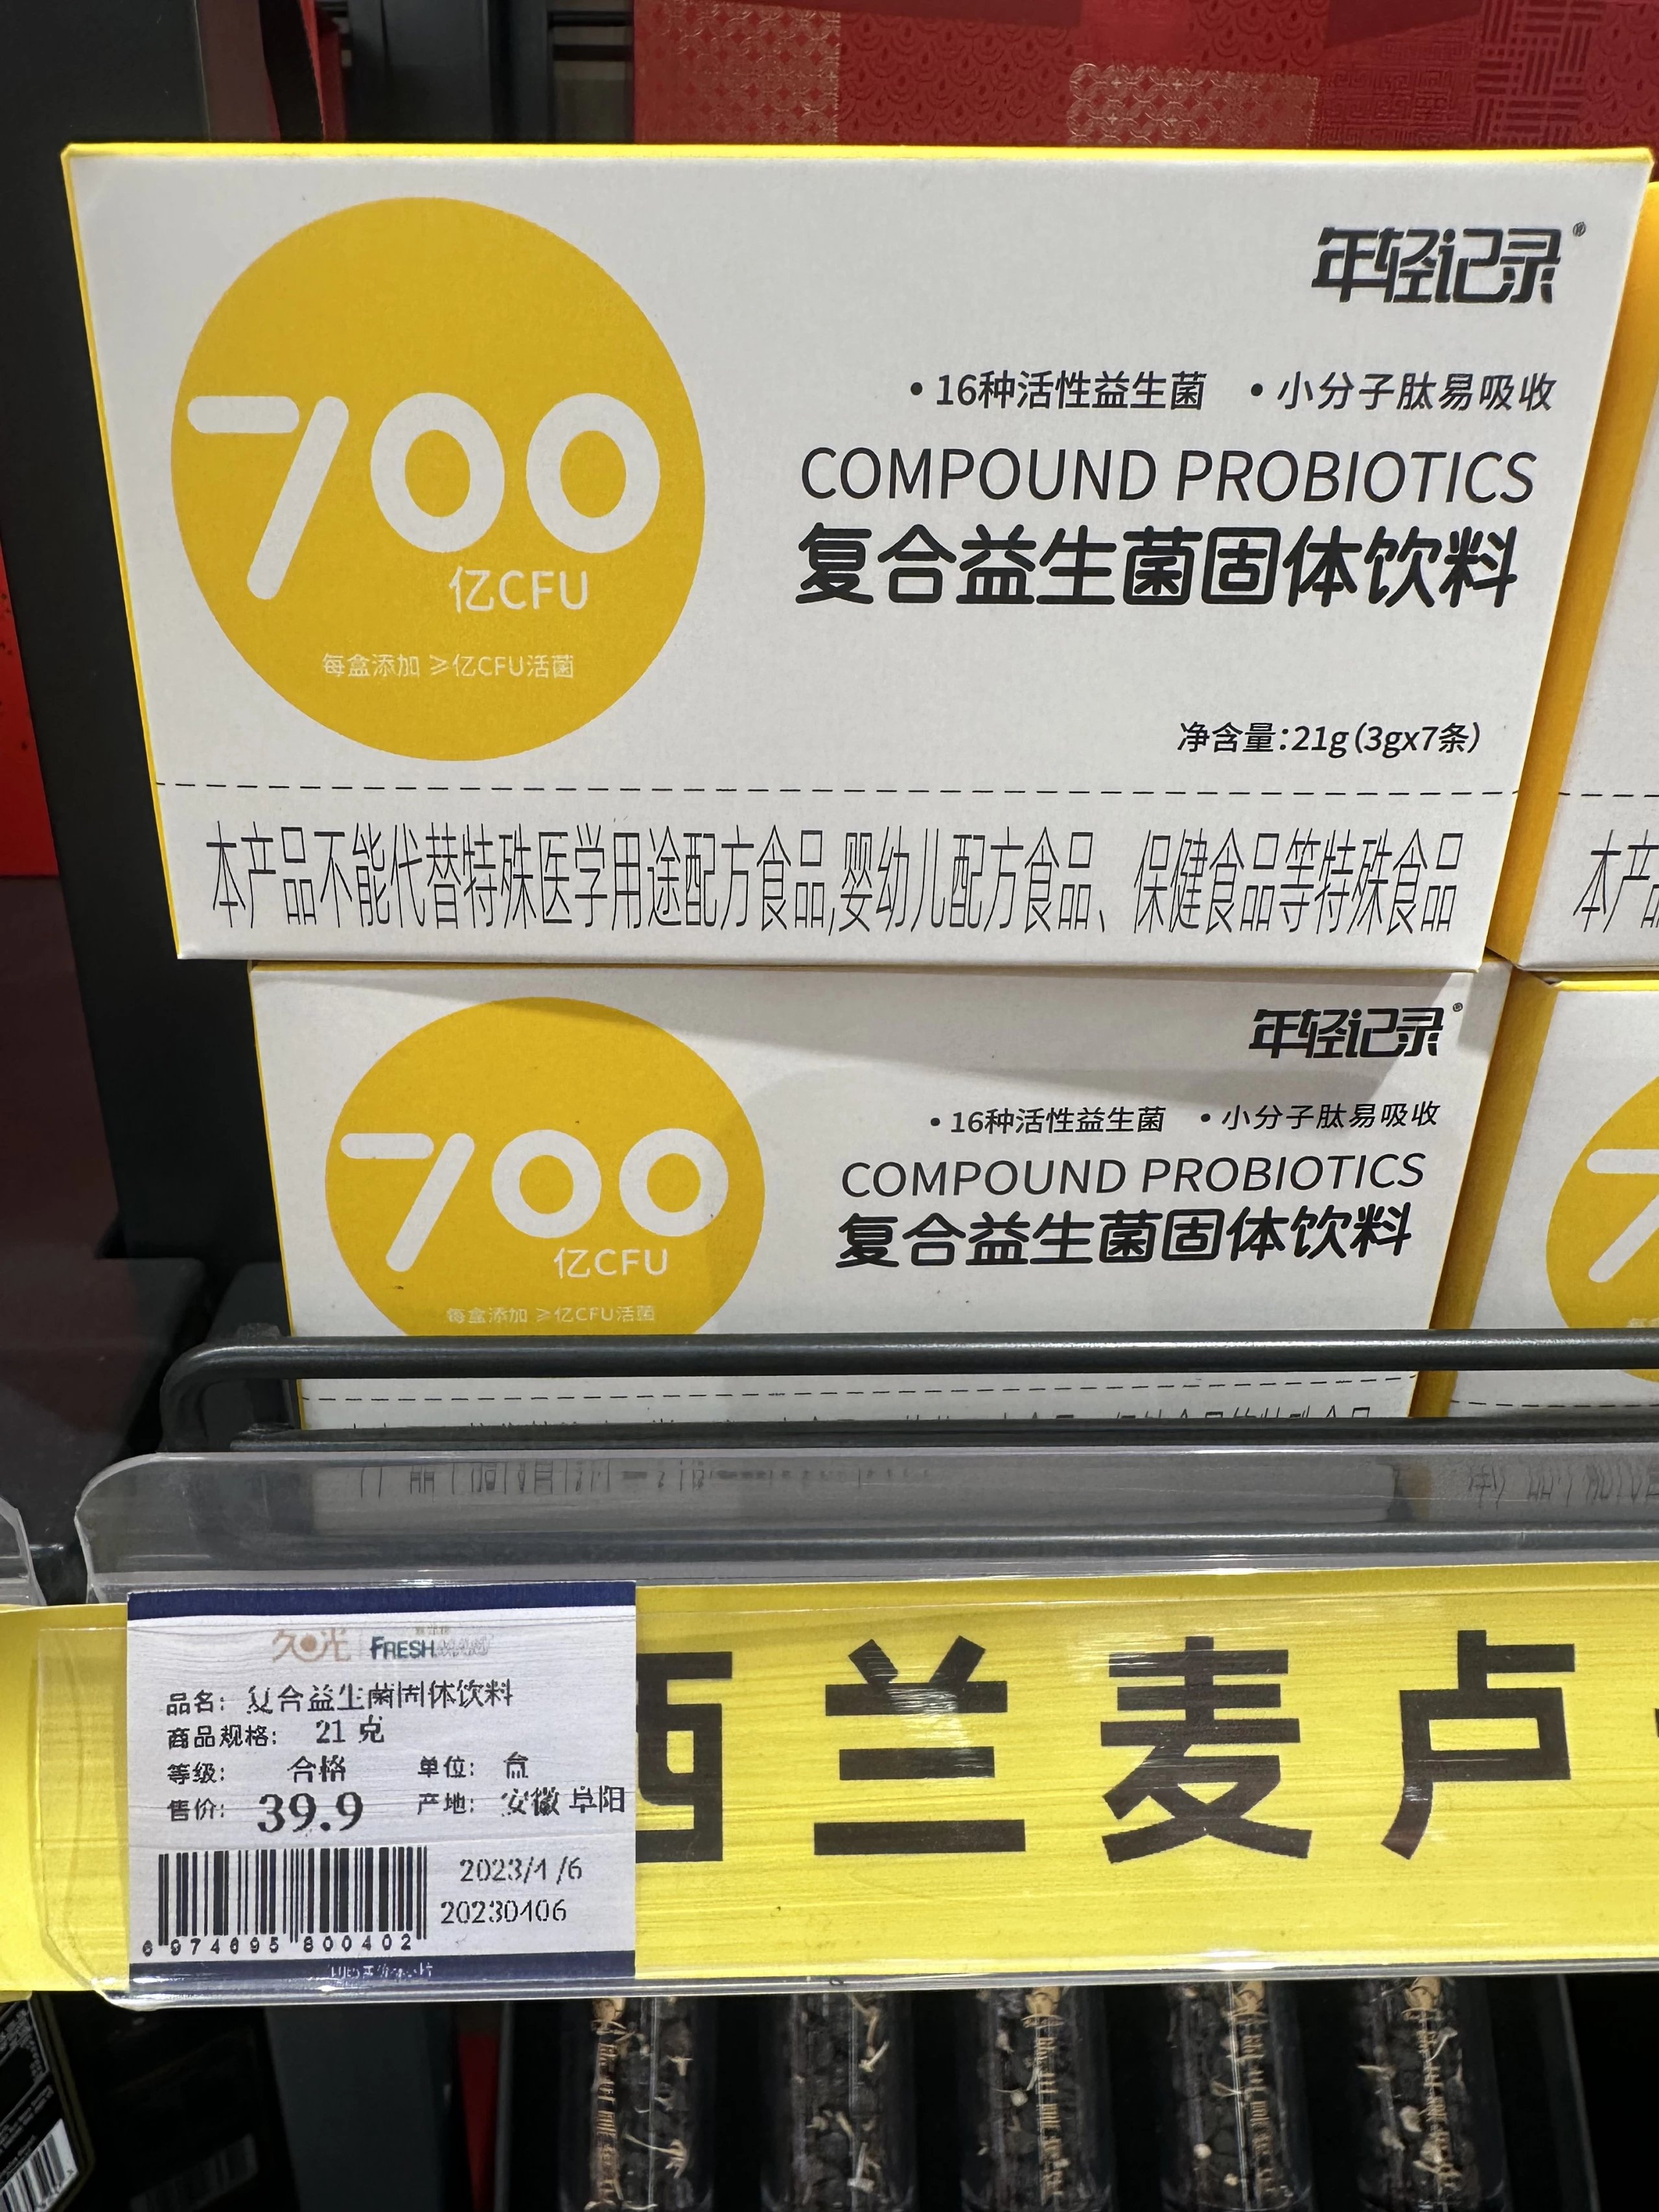 年轻记录®
• 16种活性益生菌 • 小分子肽易吸收
700
亿CFU
COMPOUND PROBIOTICS
复合益生菌固体饮料
每盒添加 ≥亿CFU活菌
净含量:21g(3gx7条)
本产品不能代替特殊医学用途配方食品,婴幼儿配方食品、保健食品等特殊食品
本产品
年轻记录®
• 16种活性益生菌 • 小分子肽易吸收
700
亿CFU
COMPOUND PROBIOTICS
复合益生菌固体饮料
每盒添加 ≥亿CFU活菌
7
久光 FRESH
品名: 复合益生菌固体饮料
商品规格: 21 克
等级: 合格 单位: 盒
售价: 39.9 产地: 安徽 阜阳
2023/1/6
20230106
6974695800402
西兰麦卢